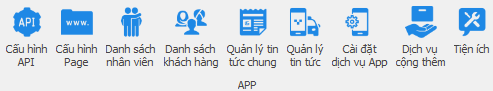 API
www.
Cấu hình API
Cấu hình Page
Danh sách nhân viên
Danh sách khách hàng
Quản lý tin tức chung
Quản lý tin tức
Cài đặt dịch vụ App
Dịch vụ cộng thêm
Tiện ích
APP